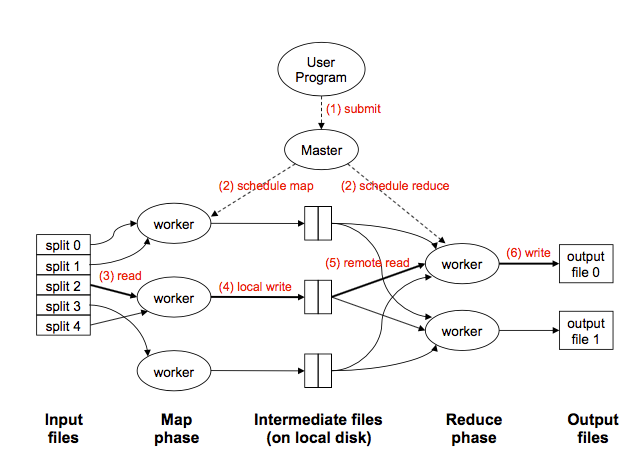 User
Program
(1) submit
Master
(2) schedule map
(2) schedule reduce
worker
split 0
split 1
split 2
split 3
split 4
(3) read
worker
(4) local write
(5) remote read
worker
(6) write
output
file 0
worker
output
file 1
worker
Input
files
Map
phase
Intermediate files
(on local disk)
Reduce
phase
Output
files